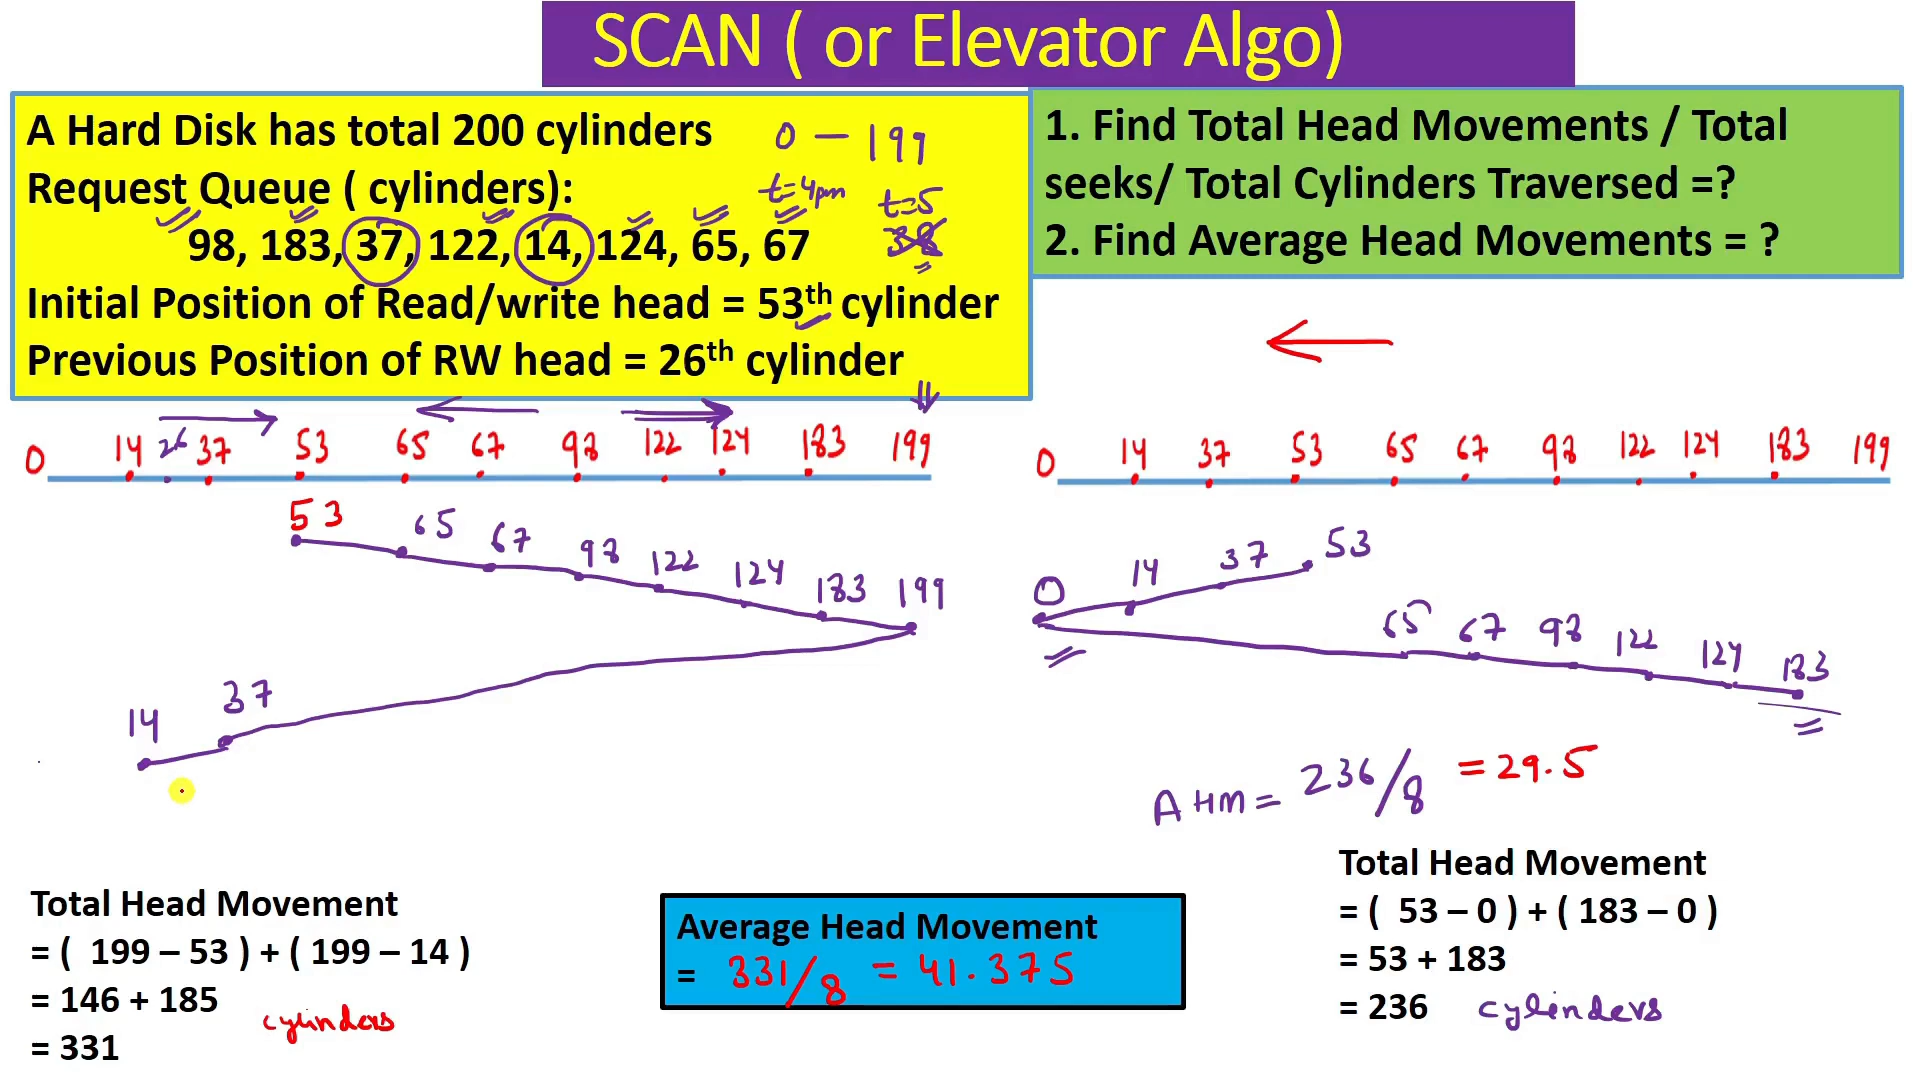 SCAN ( or Elevator Algo)
A Hard Disk has total 200 cylinders
0 – 199
Request Queue ( cylinders):
t=4pm
t=5
98, 183, 37, 122, 14, 124, 65, 67
38
Initial Position of Read/write head = 53th cylinder
Previous Position of RW head = 26th cylinder
1. Find Total Head Movements / Total
seeks/ Total Cylinders Traversed =?
2. Find Average Head Movements = ?
0 14 26 37 53 65 67 98 122 124 183 199
53 65 67 98 122 124 183 199
14 37
0 14 37 53 65 67 98 122 124 183 199
0 14 37 53
65 67 98 122 124 183
AHM = 236/8 = 29.5
Total Head Movement
= ( 199 – 53 ) + ( 199 – 14 )
= 146 + 185
= 331 cylinders
Average Head Movement
= 331/8 = 41.375
Total Head Movement
= ( 53 – 0 ) + ( 183 – 0 )
= 53 + 183
= 236 cylinders